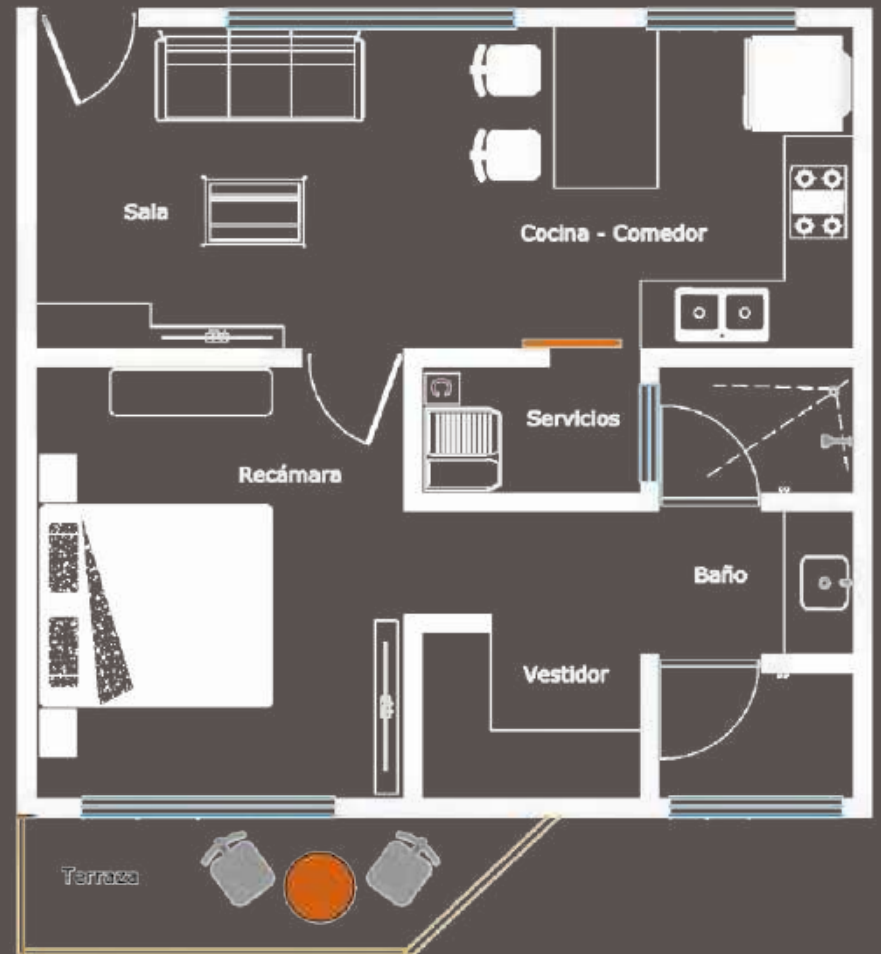 Sala
Cocina - Comedor
Servicios
Recámara
Baño
Vestidor
Terraza